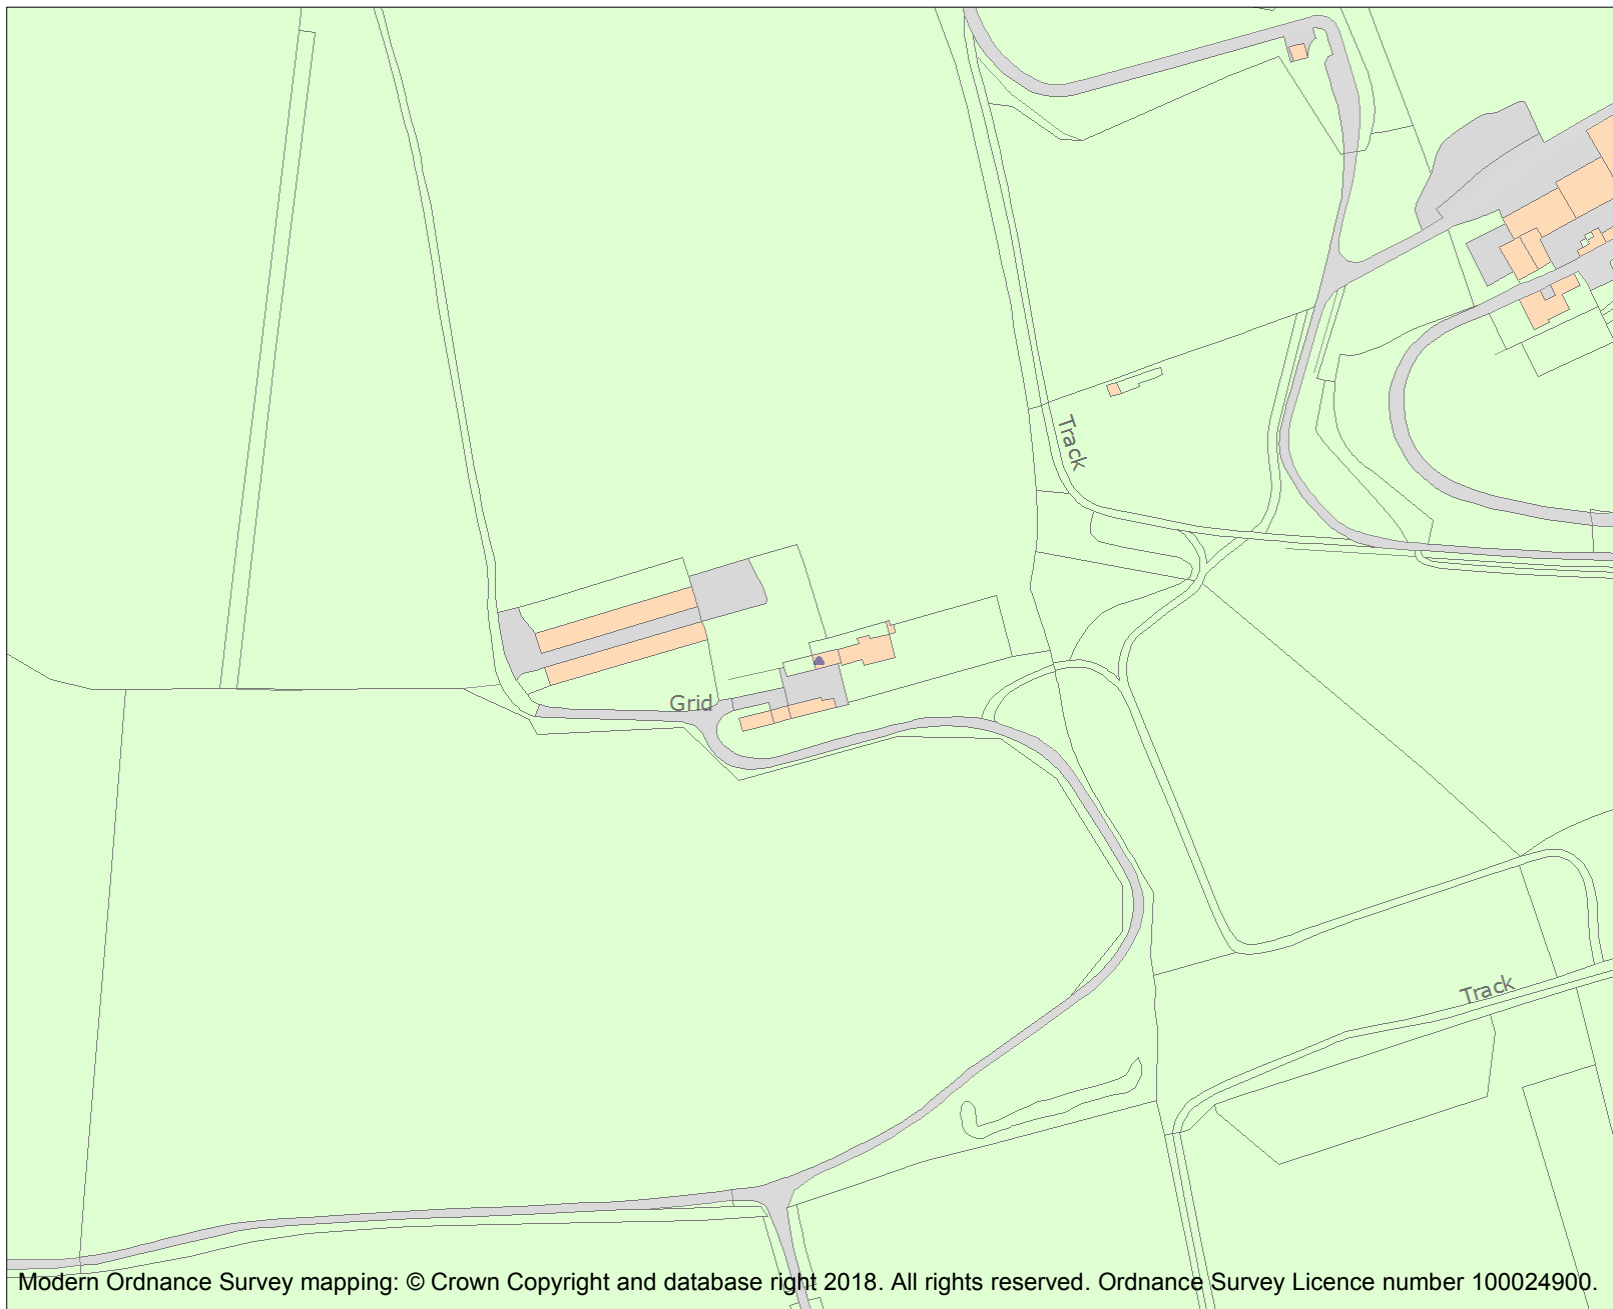 Track
Grid
Track
Modern Ordnance Survey mapping: © Crown Copyright and database right 2018. All rights reserved. Ordnance Survey Licence number 100024900.